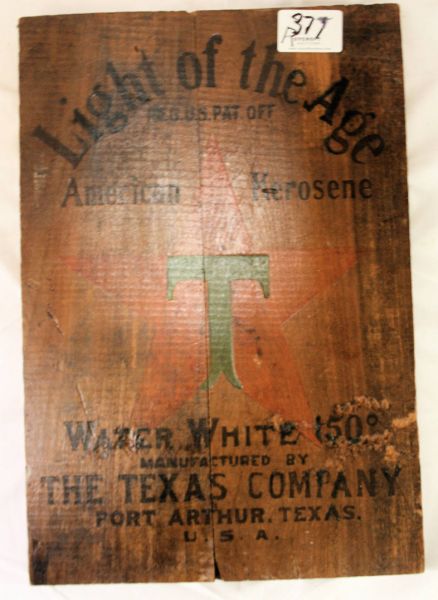 377
Light of the Age
REG. U.S. PAT. OFF
American Kerosene
T
WATER WHITE 150°
MANUFACTURED BY
THE TEXAS COMPANY
PORT ARTHUR, TEXAS.
U. S. A.